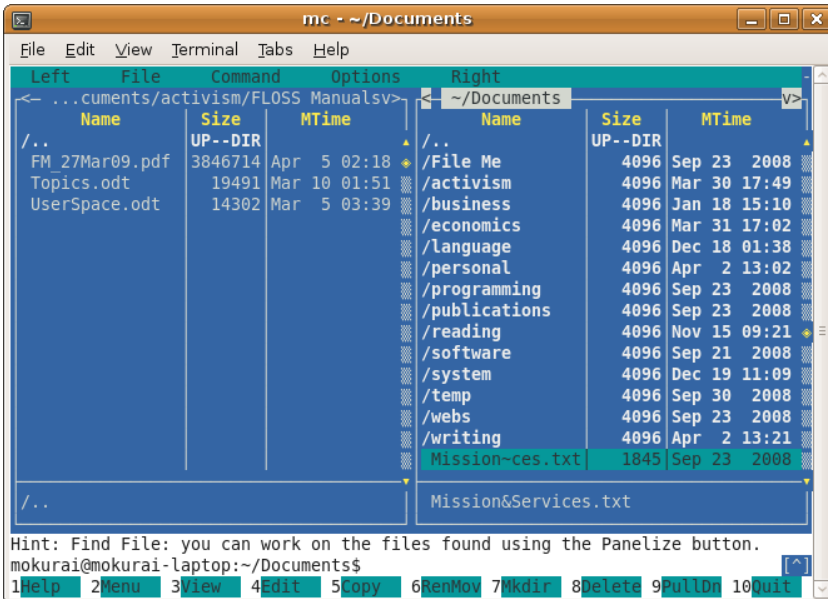 mc - ~/Documents
File Edit View Terminal Tabs Help
Left File Command Options Right
<— ...cuments/activism/FLOSS Manualsv> < ~/Documents v>
Name Size MTime Name Size MTime
/.. UP--DIR /.. UP--DIR
FM_27Mar09.pdf 3846714 Apr 5 02:18 /File Me 4096 Sep 23 2008
Topics.odt 19491 Mar 10 01:51 /activism 4096 Mar 30 17:49
UserSpace.odt 14302 Mar 5 03:39 /business 4096 Jan 18 15:10
/economics 4096 Mar 31 17:02
/language 4096 Dec 18 01:38
/personal 4096 Apr 2 13:02
/programming 4096 Sep 23 2008
/publications 4096 Sep 23 2008
/reading 4096 Nov 15 09:21
/software 4096 Sep 21 2008
/system 4096 Dec 19 11:09
/temp 4096 Sep 30 2008
/webs 4096 Sep 23 2008
/writing 4096 Apr 2 13:21
Mission~ces.txt 1845 Sep 23 2008
/.. Mission&Services.txt
Hint: Find File: you can work on the files found using the Panelize button.
mokurai@mokurai-laptop:~/Documents$ [^]
1Help 2Menu 3View 4Edit 5Copy 6RenMov 7Mkdir 8Delete 9PullDn 10Quit